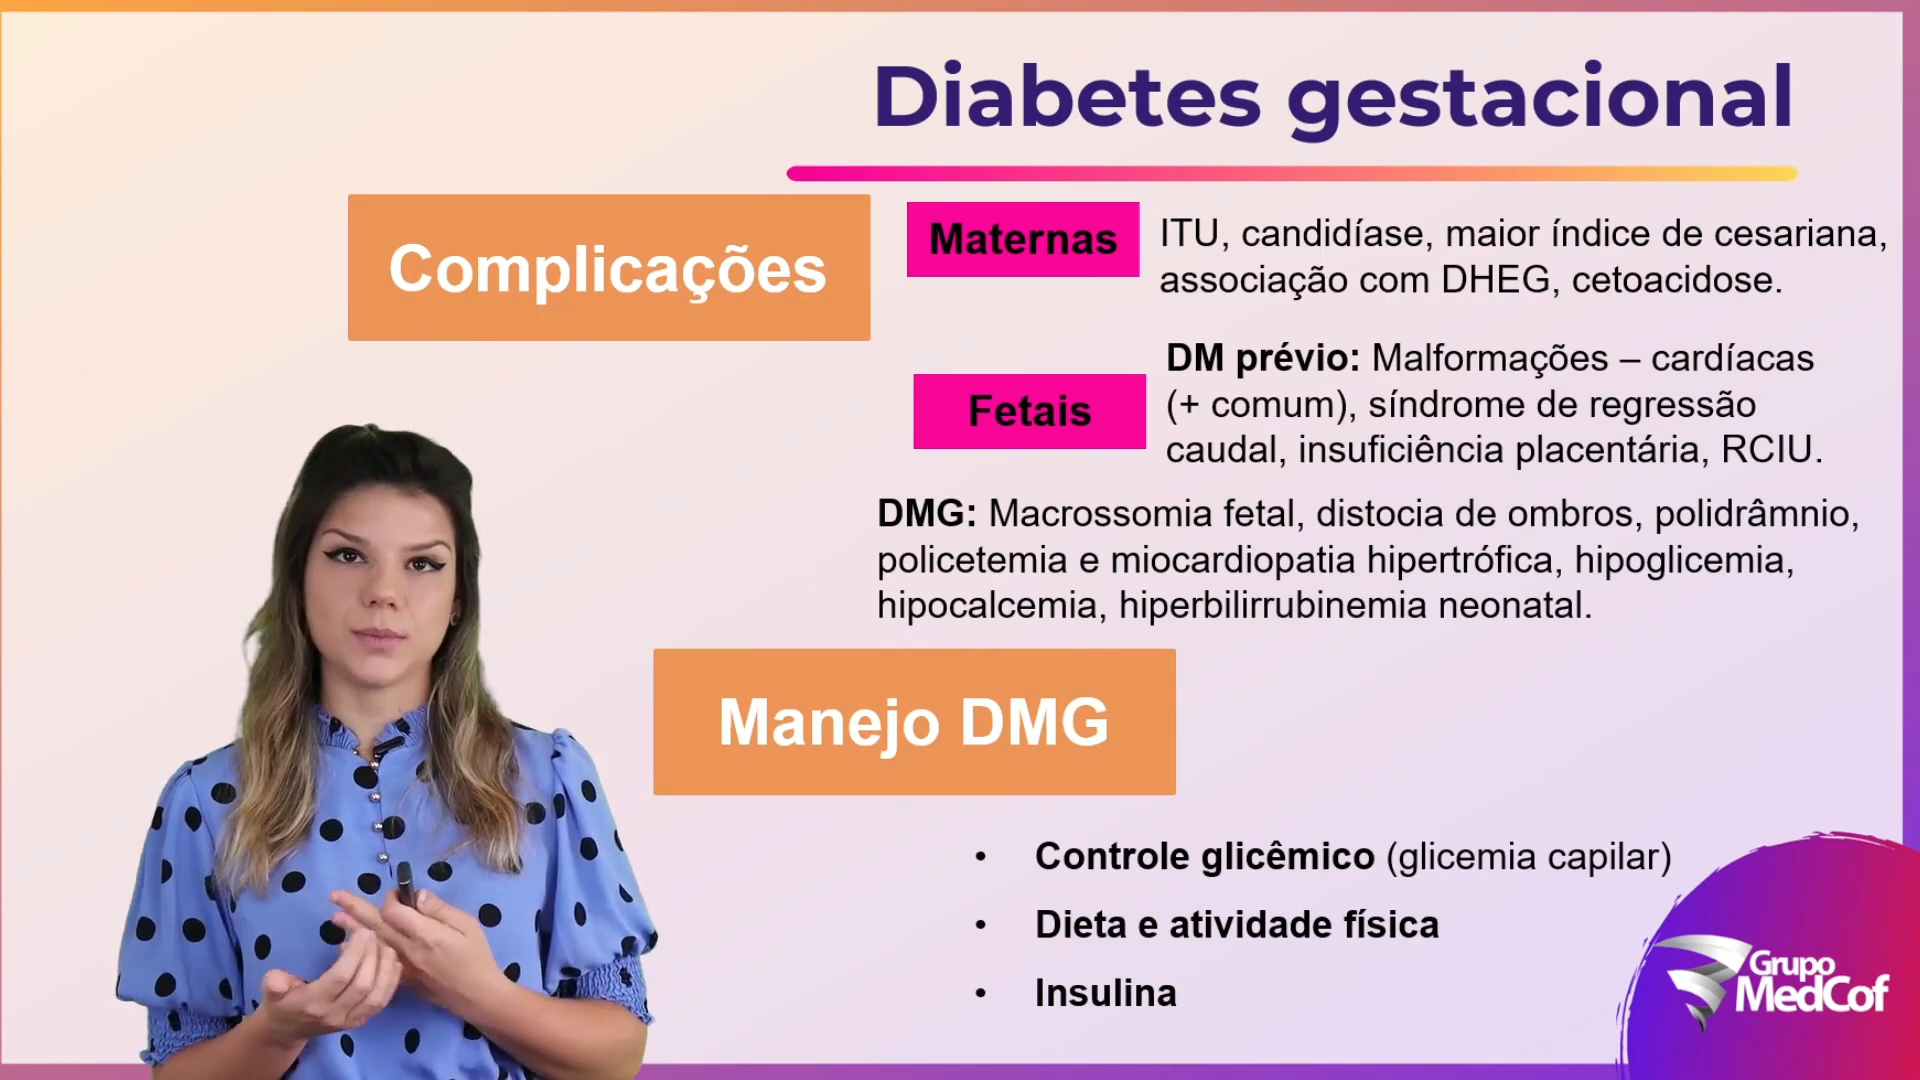 Diabetes gestacional
Complicações
Maternas
ITU, candidíase, maior índice de cesariana,
associação com DHEG, cetoacidose.
Fetais
DM prévio: Malformações – cardíacas
(+ comum), síndrome de regressão
caudal, insuficiência placentária, RCIU.
DMG: Macrossomia fetal, distocia de ombros, polidrâmnio,
policetemia e miocardiopatia hipertrófica, hipoglicemia,
hipocalcemia, hiperbilirrubinemia neonatal.
Manejo DMG
• Controle glicêmico (glicemia capilar)
• Dieta e atividade física
• Insulina
Grupo
MedCof